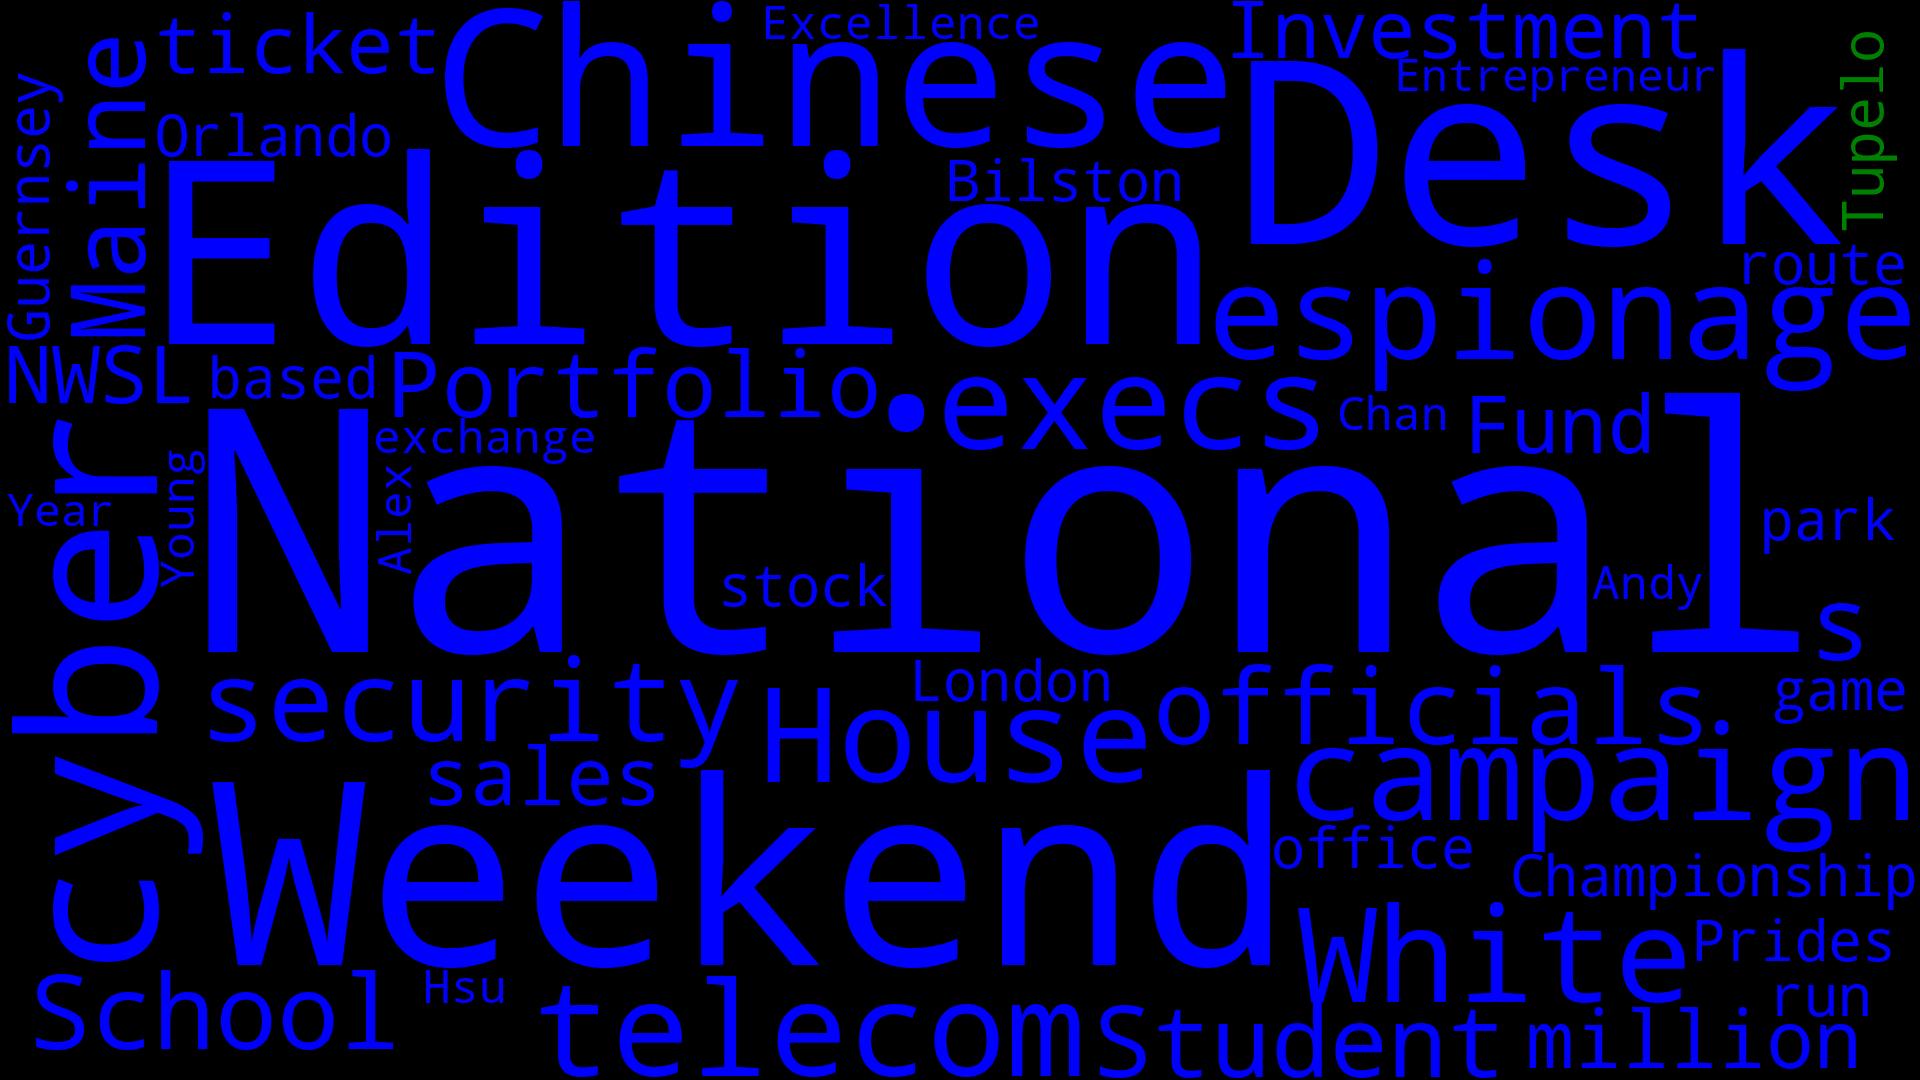 ticket
Chinese
Excellence
Investment
Entrepreneur
Tupelo
Guernsey
Maine
Orlando
Edition
Bilston
Desk
route
espionage
NWSL
based
Portfolio
execs
Chan
Fund
cyber
Year
Young
National
exchange
Alex
stock
Andy
park
s
security
House
London
officials
game
sales
campaign
Weekend
office
Championship
White
Prides
School
Hsu
telecom
Student
run
million